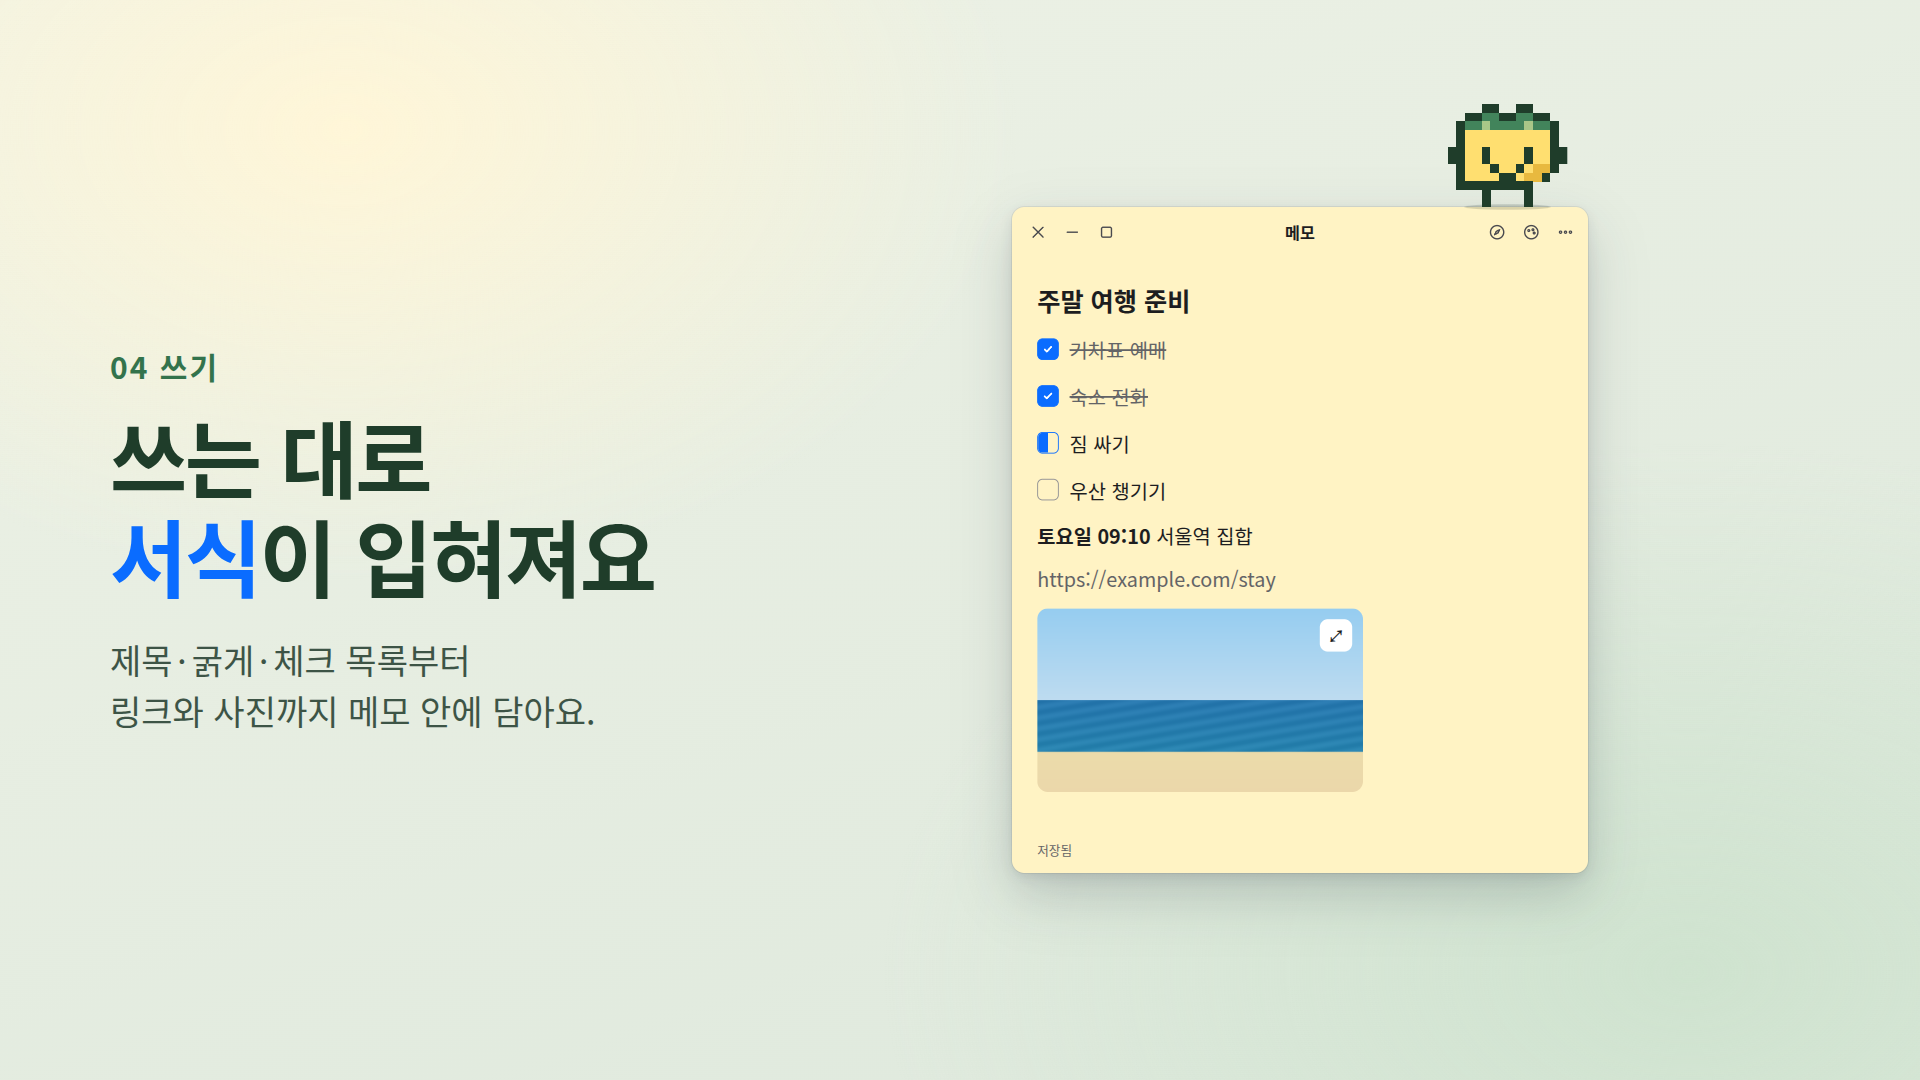 04 쓰기
쓰는 대로
서식이 입혀져요
제목·굵게·체크 목록부터
링크와 사진까지 메모 안에 담아요.
메모
주말 여행 준비
기차표 예매
숙소 전화
짐 싸기
우산 챙기기
토요일 09:10 서울역 집합
https://example.com/stay
저장됨